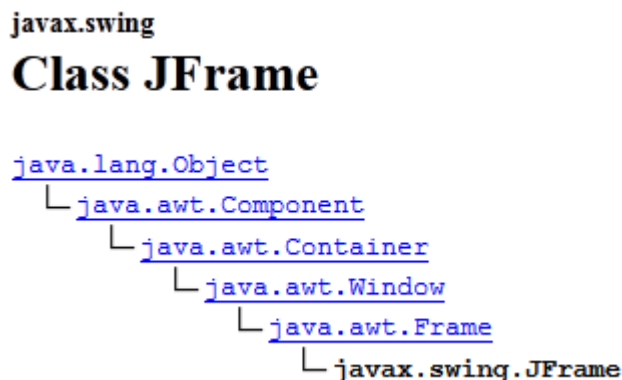 javax.swing
Class JFrame
java.lang.Object
java.awt.Component
java.awt.Container
java.awt.Window
java.awt.Frame
javax.swing.JFrame